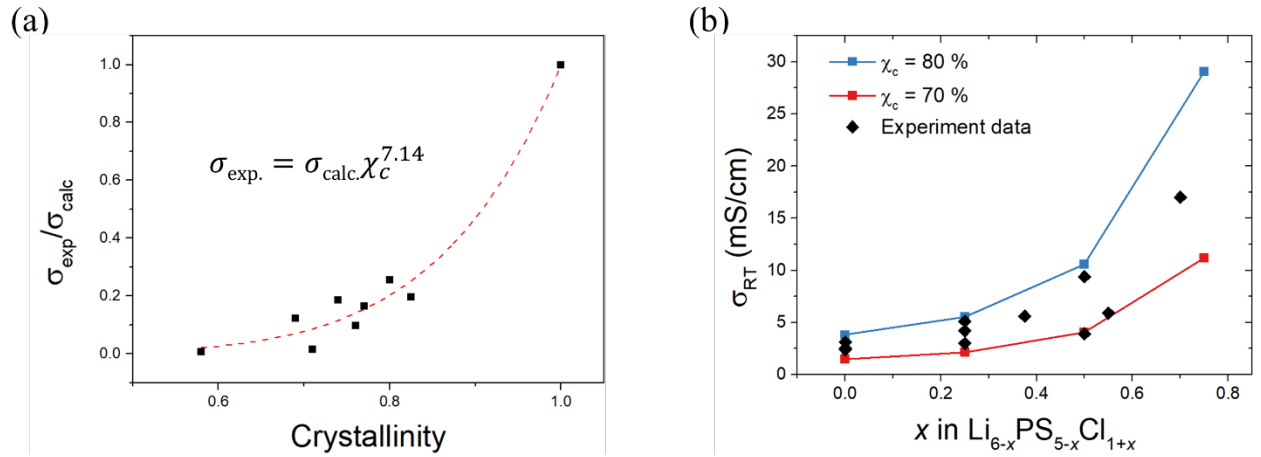 (a)
1.0
0.8
0.6
0.4
0.2
0.0
σexp/σcalc
σexp. = σcalc.χc^7.14
0.6
0.8
1.0
Crystallinity
(b)
30
25
20
15
10
5
0
σRT (mS/cm)
χc = 80 %
χc = 70 %
Experiment data
0.0
0.2
0.4
0.6
0.8
x in Li6-xPS5-xCl1+x